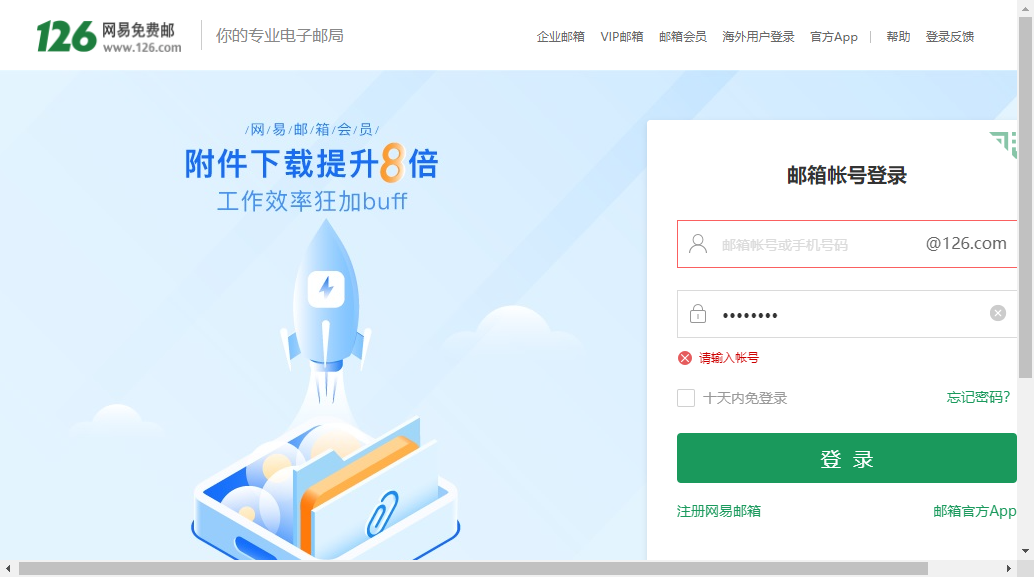 126 网易免费邮
www.126.com
你的专业电子邮局
企业邮箱 VIP邮箱 邮箱会员 海外用户登录 官方App | 帮助 登录反馈
/网/易/邮/箱/会/员/
附件下载提升8倍
工作效率狂加buff
邮箱帐号登录
邮箱帐号或手机号码 @126.com
••••••••
请输入帐号
十天内免登录 忘记密码?
登 录
注册网易邮箱 邮箱官方App